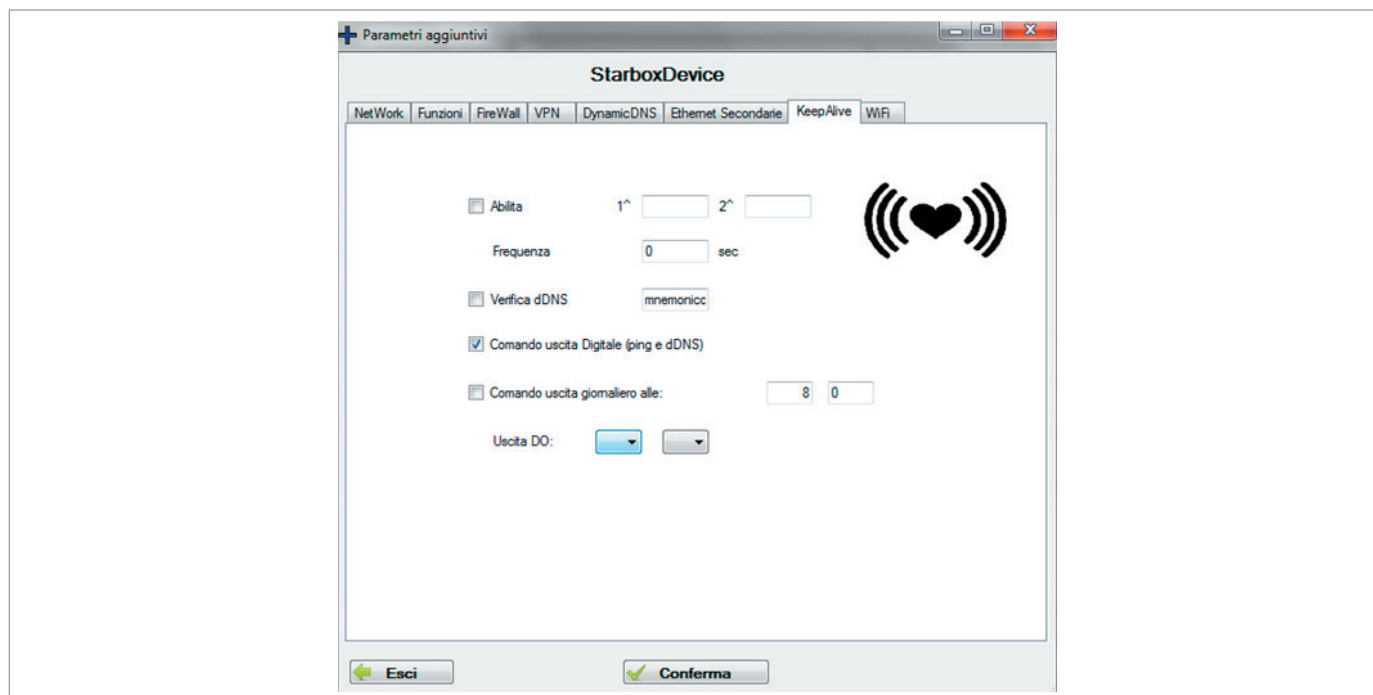 Parametri aggiuntivi
StarboxDevice
NetWork Funzioni FireWall VPN DynamicDNS Ethernet Secondarie KeepAlive WiFi
Abilita 1^ 2^
Frequenza 0 sec
Verifica dDNS mnemonicc
Comando uscita Digitale (ping e dDNS)
Comando uscita giornaliero alle: 8 0
Uscita DO:
Esci Conferma